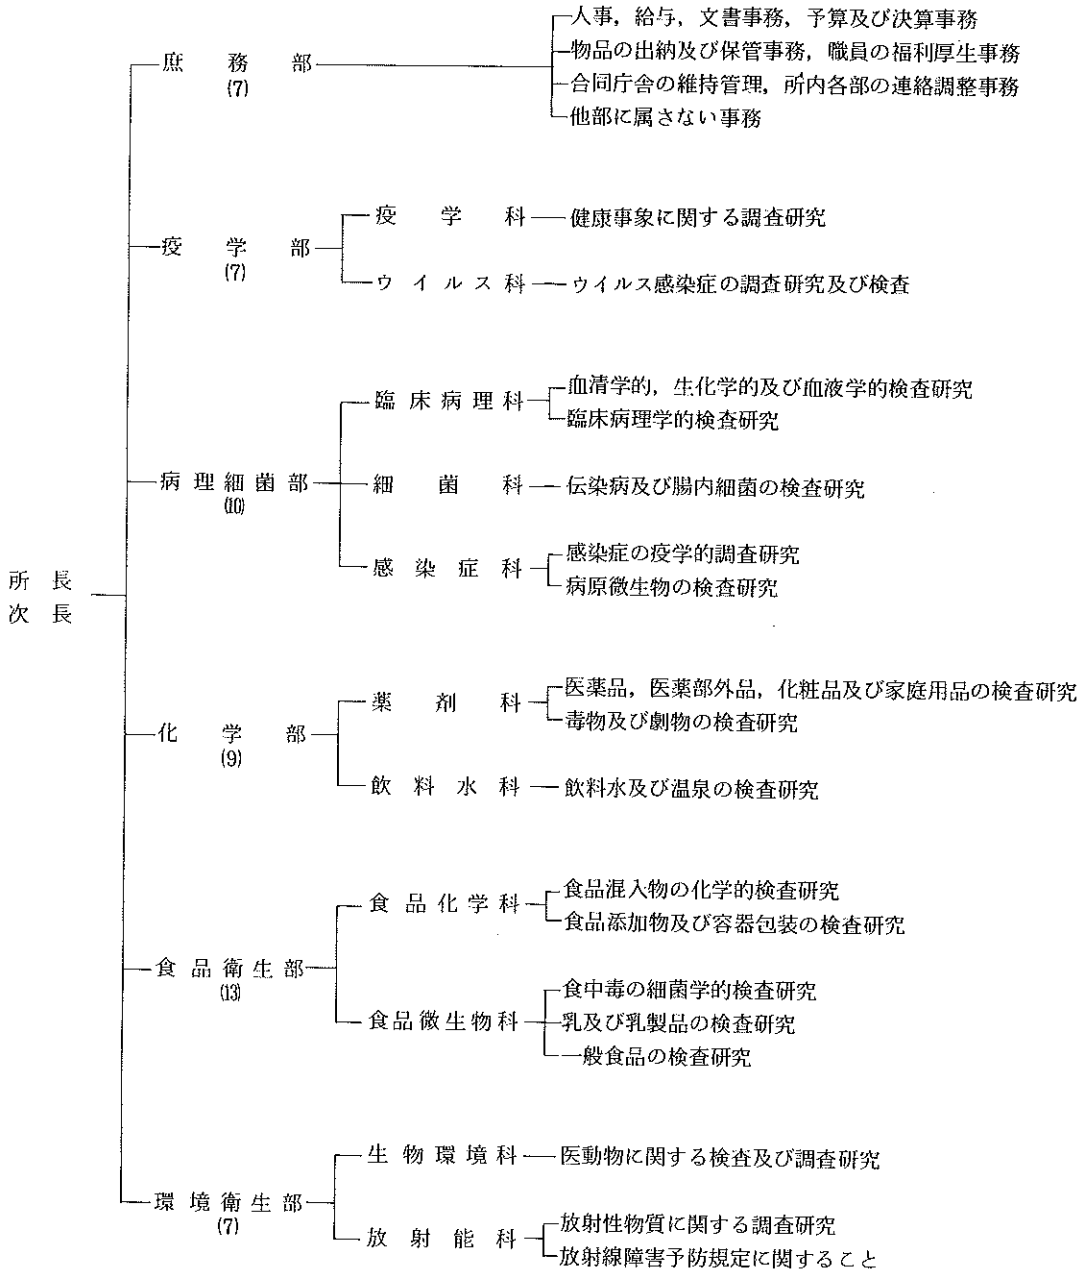 所長
次長
庶務部
(7)
人事，給与，文書事務，予算及び決算事務
物品の出納及び保管事務，職員の福利厚生事務
合同庁舎の維持管理，所内各部の連絡調整事務
他部に属さない事務
疫学部
(7)
疫学科
健康事象に関する調査研究
ウイルス科
ウイルス感染症の調査研究及び検査
病理細菌部
(10)
臨床病理科
血清学的，生化学的及び血液学的検査研究
臨床病理学的検査研究
細菌科
伝染病及び腸内細菌の検査研究
感染症科
感染症の疫学的調査研究
病原微生物の検査研究
化学部
(9)
薬剤科
医薬品，医薬部外品，化粧品及び家庭用品の検査研究
毒物及び劇物の検査研究
飲料水科
飲料水及び温泉の検査研究
食品衛生部
(13)
食品化学科
食品混入物の化学的検査研究
食品添加物及び容器包装の検査研究
食品微生物科
食中毒の細菌学的検査研究
乳及び乳製品の検査研究
一般食品の検査研究
環境衛生部
(7)
生物環境科
医動物に関する検査及び調査研究
放射能科
放射性物質に関する調査研究
放射線障害予防規定に関すること